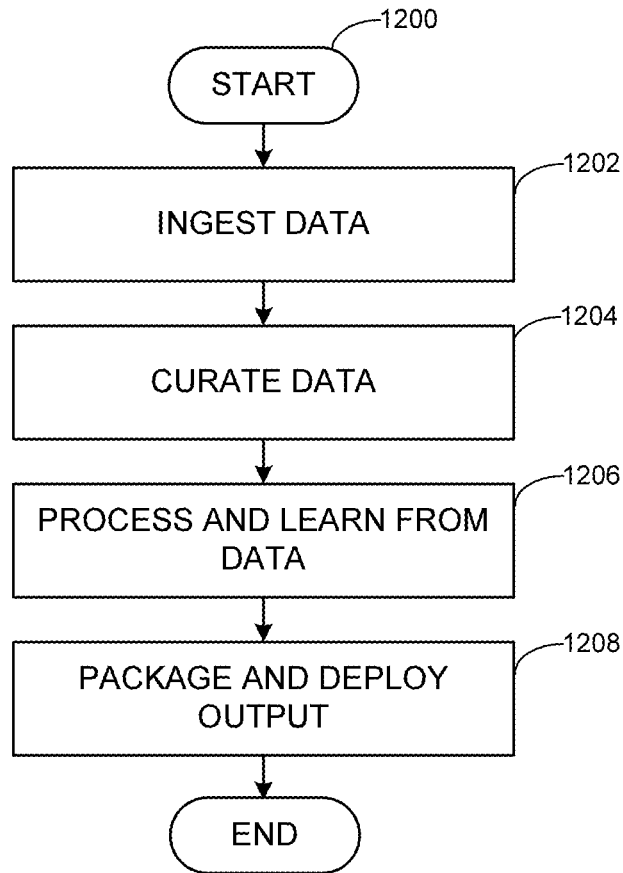 1200
START
1202
INGEST DATA
1204
CURATE DATA
1206
PROCESS AND LEARN FROM
DATA
1208
PACKAGE AND DEPLOY
OUTPUT
END